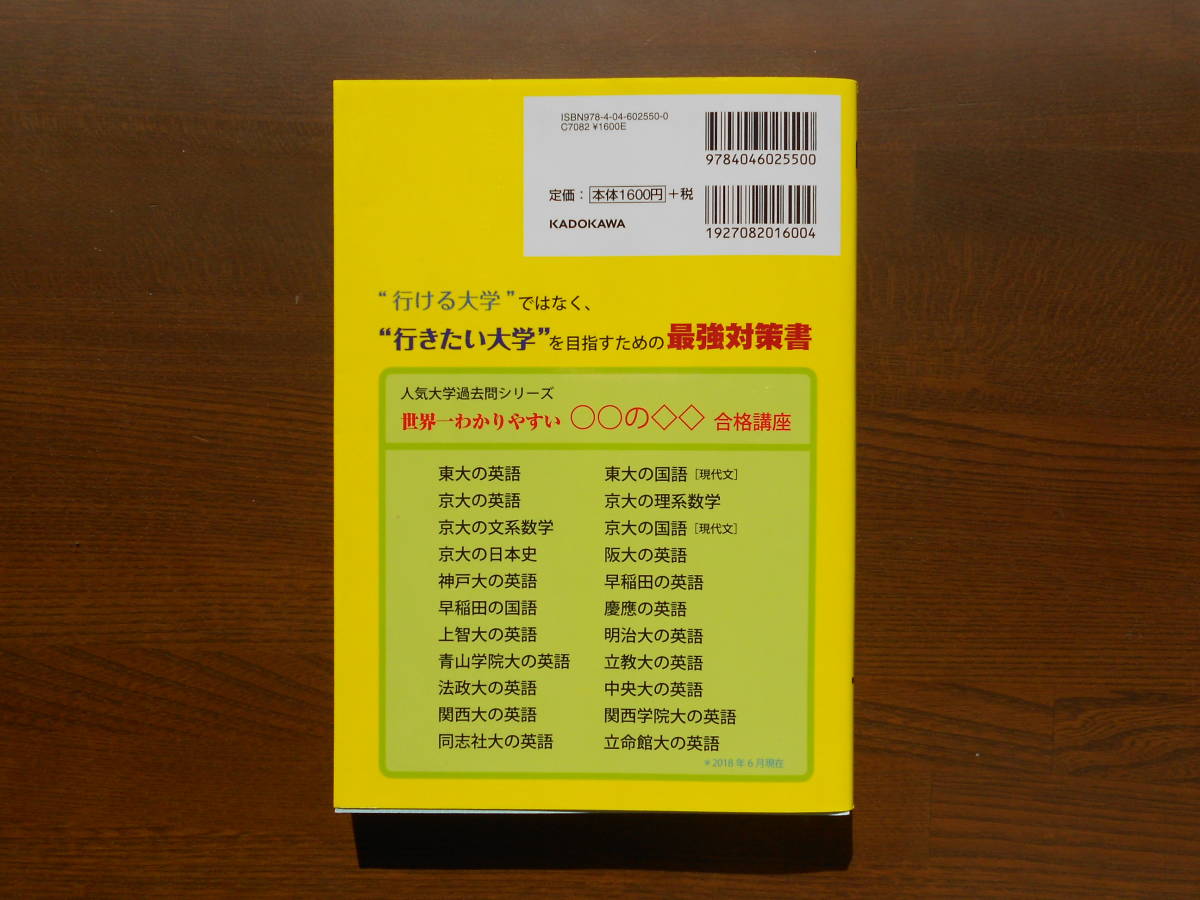 ISBN978-4-04-602550-0
C7082 ¥1600E
9784046025500
定価：本体1600円＋税
KADOKAWA
1927082016004
“行ける大学”ではなく、
“行きたい大学”を目指すための最強対策書
人気大学過去問シリーズ
世界一わかりやすい ○○の◇◇ 合格講座
東大の英語 東大の国語［現代文］
京大の英語 京大の理系数学
京大の文系数学 京大の国語［現代文］
京大の日本史 阪大の英語
神戸大の英語 早稲田の英語
早稲田の国語 慶應の英語
上智大の英語 明治大の英語
青山学院大の英語 立教大の英語
法政大の英語 中央大の英語
関西大の英語 関西学院大の英語
同志社大の英語 立命館大の英語
＊2018年6月現在